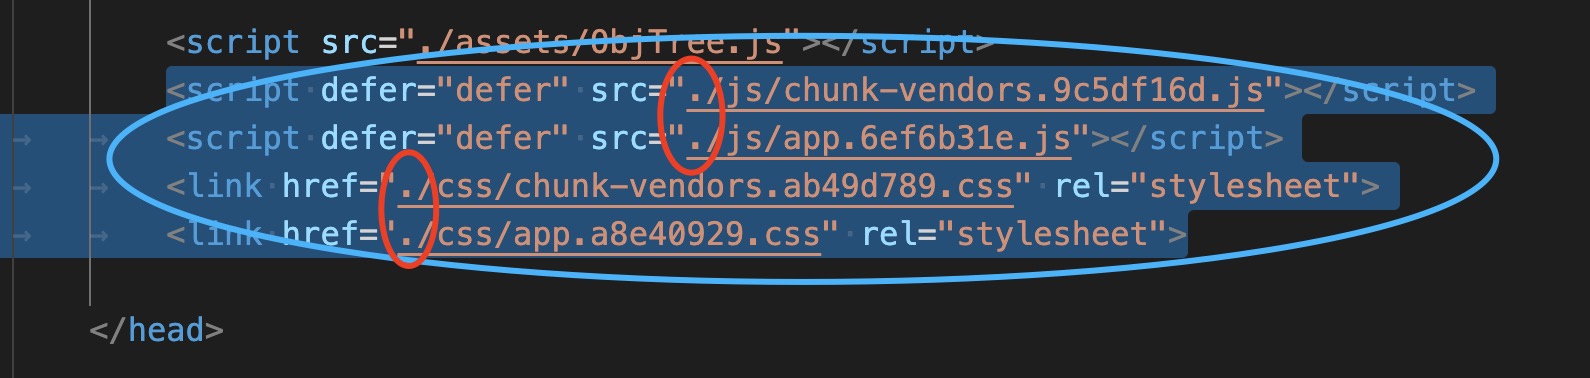 <script src="./assets/ObjTree.js"></script>
<script defer="defer" src="./js/chunk-vendors.9c5df16d.js"></script>
<script defer="defer" src="./js/app.6ef6b31e.js"></script>
<link href="./css/chunk-vendors.ab49d789.css" rel="stylesheet">
<link href="./css/app.a8e40929.css" rel="stylesheet">
</head>